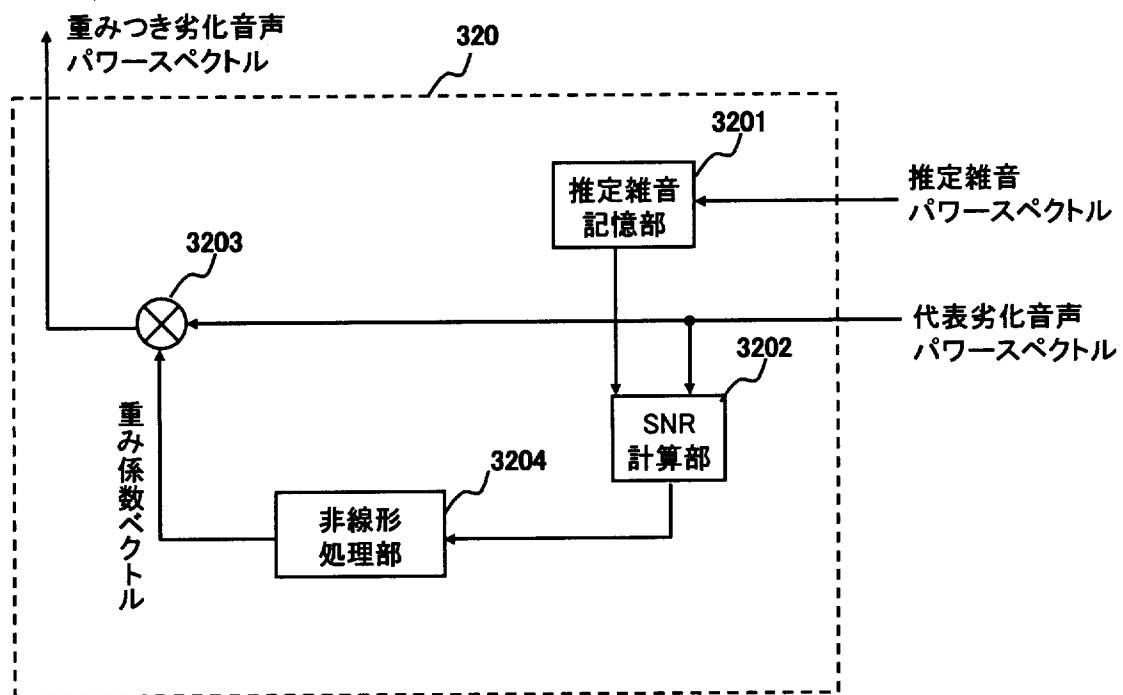 重みつき劣化音声
パワースペクトル
320
3201
推定雑音
記憶部
推定雑音
パワースペクトル
3203
代表劣化音声
パワースペクトル
3202
SNR
計算部
重み係数ベクトル
3204
非線形
処理部